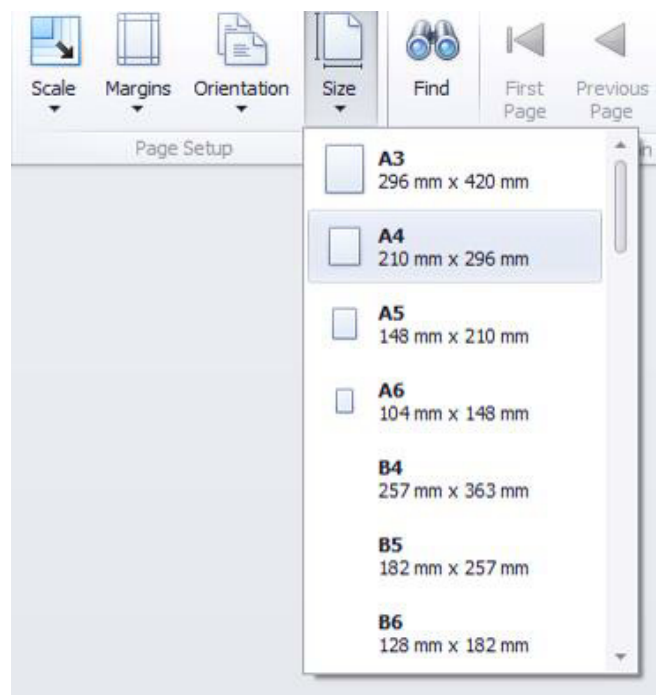 Scale
Margins
Orientation
Size
Find
First Page
Previous Page
Page Setup
A3
296 mm x 420 mm
A4
210 mm x 296 mm
A5
148 mm x 210 mm
A6
104 mm x 148 mm
B4
257 mm x 363 mm
B5
182 mm x 257 mm
B6
128 mm x 182 mm